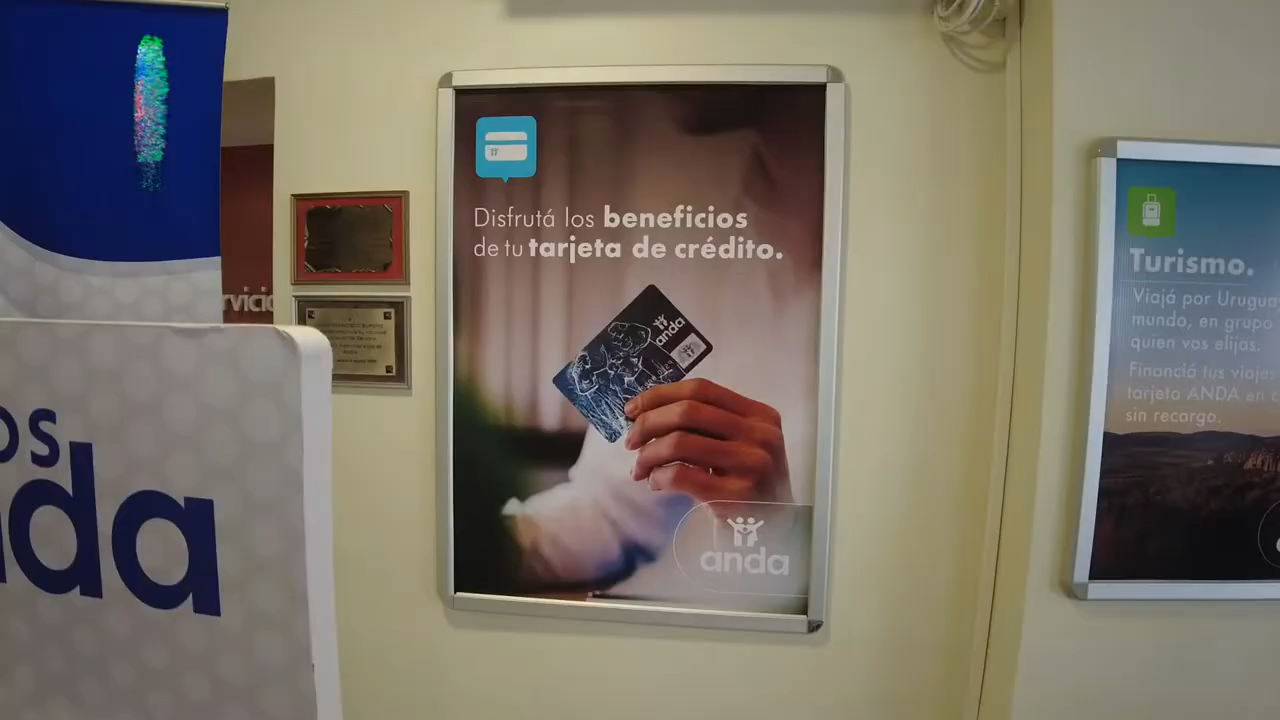 Disfrutá los beneficios
de tu tarjeta de crédito.
anda
anda
Turismo.
Viajá por Urugua
mundo, en grupo
quien vos elijas.
Financiá tus viajes
tarjeta ANDA en
sin recargo.
rvicio
os
da